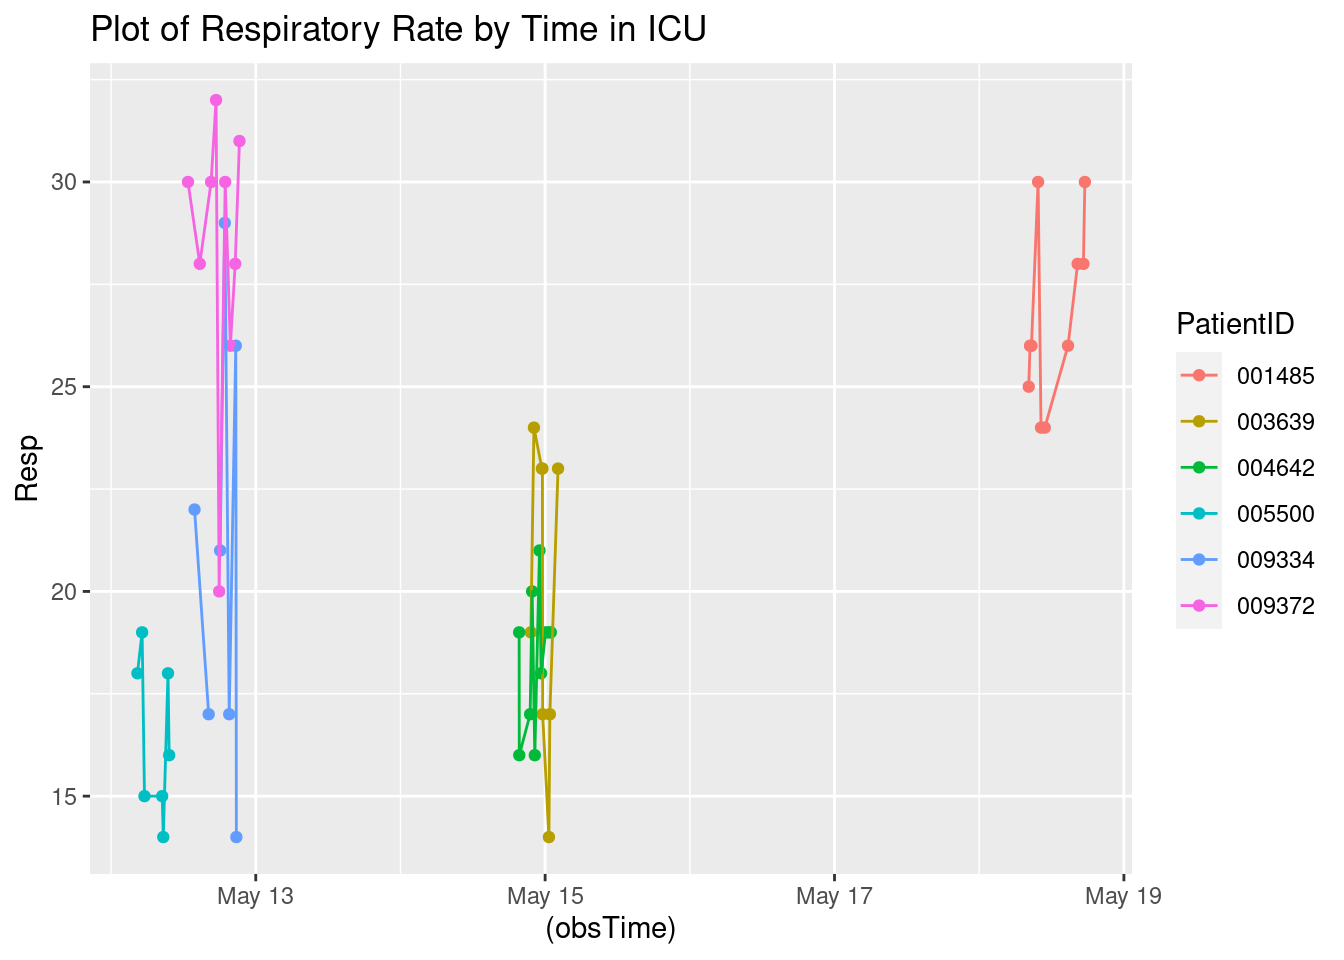 Plot of Respiratory Rate by Time in ICU
Resp
30
25
20
15
May 13
May 15
May 17
May 19
(obsTime)
PatientID
001485
003639
004642
005500
009334
009372